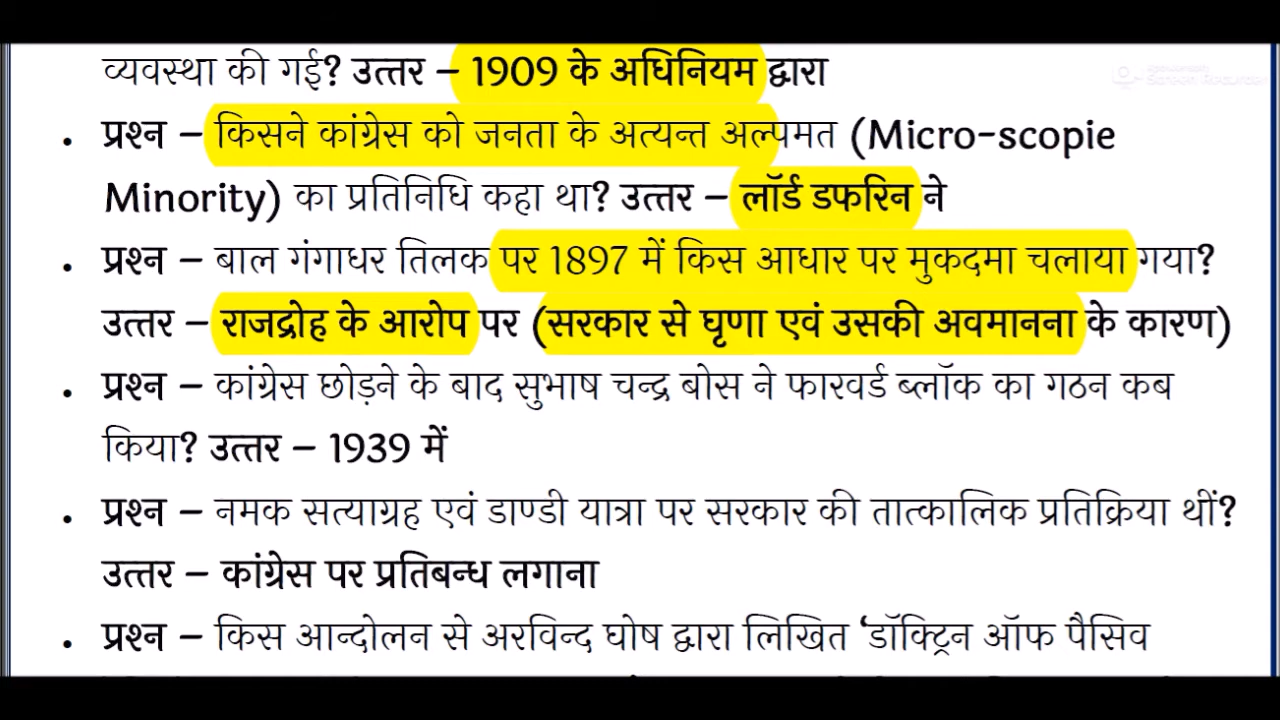 व्यवस्था की गई? उत्तर – 1909 के अधिनियम द्वारा
• प्रश्न – किसने कांग्रेस को जनता के अत्यन्त अल्पमत (Micro-scopie
Minority) का प्रतिनिधि कहा था? उत्तर – लॉर्ड डफरिन ने
• प्रश्न – बाल गंगाधर तिलक पर 1897 में किस आधार पर मुकदमा चलाया गया?
उत्तर – राजद्रोह के आरोप पर (सरकार से घृणा एवं उसकी अवमानना के कारण)
• प्रश्न – कांग्रेस छोड़ने के बाद सुभाष चन्द्र बोस ने फारवर्ड ब्लॉक का गठन कब
किया? उत्तर – 1939 में
• प्रश्न – नमक सत्याग्रह एवं डाण्डी यात्रा पर सरकार की तात्कालिक प्रतिक्रिया थीं?
उत्तर – कांग्रेस पर प्रतिबन्ध लगाना
• प्रश्न – किस आन्दोलन से अरविन्द घोष द्वारा लिखित ‘डॉक्ट्रिन ऑफ पैसिव